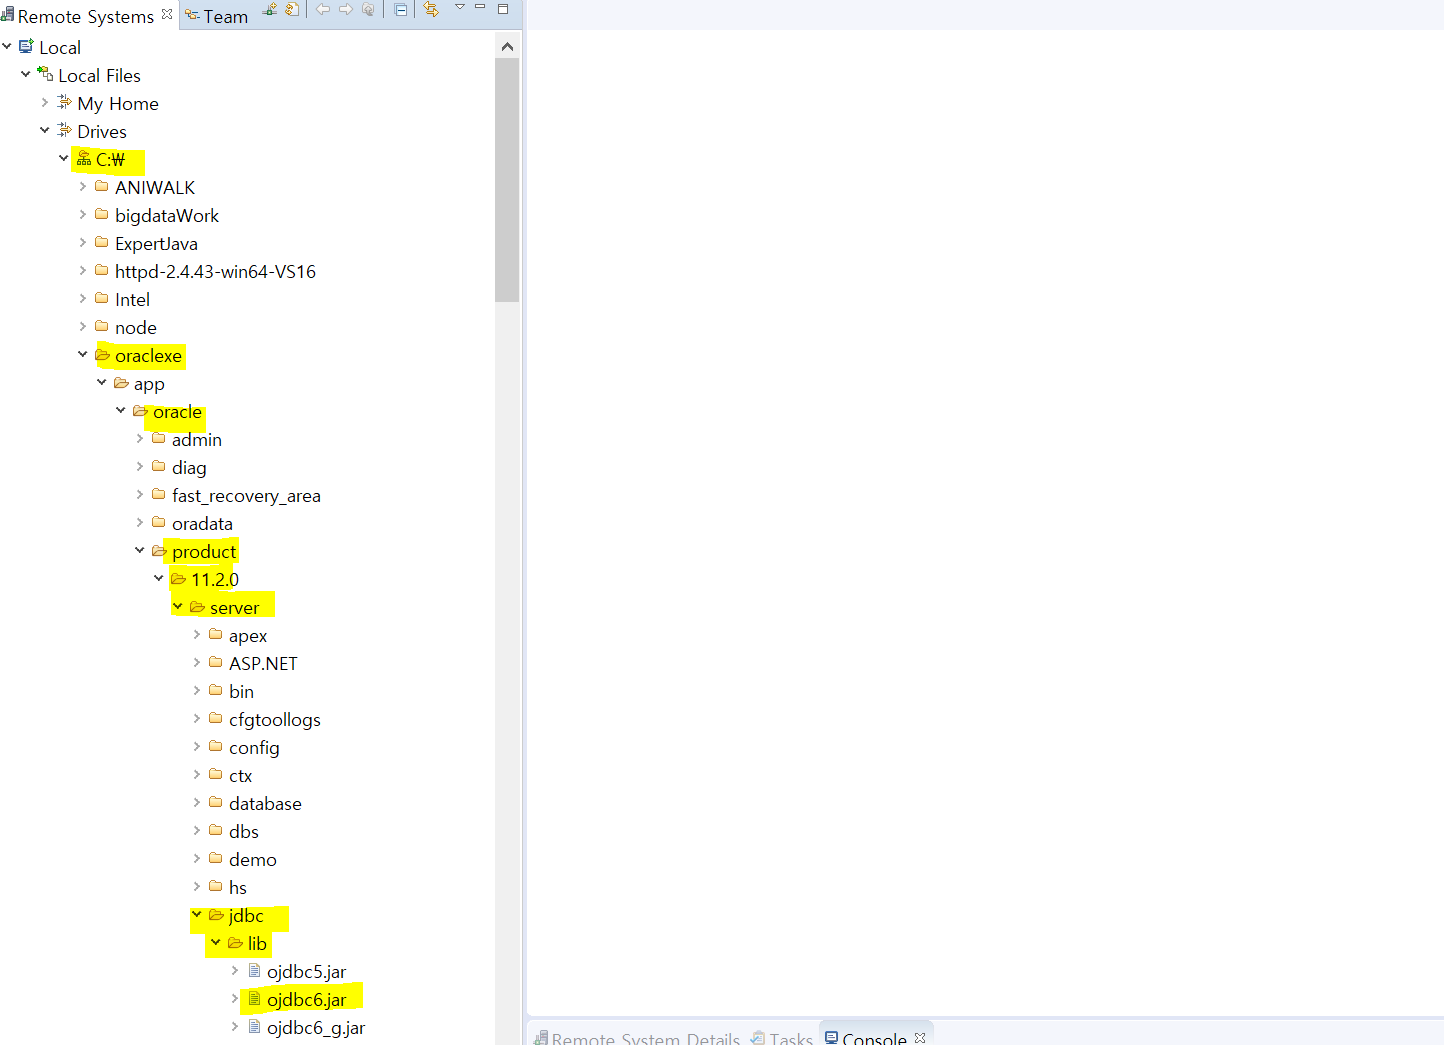 Remote Systems Team
Local
Local Files
My Home
Drives
C:₩
ANIWALK
bigdataWork
ExpertJava
httpd-2.4.43-win64-VS16
Intel
node
oraclexe
app
oracle
admin
diag
fast_recovery_area
oradata
product
11.2.0
server
apex
ASP.NET
bin
cfgtoollogs
config
ctx
database
dbs
demo
hs
jdbc
lib
ojdbc5.jar
ojdbc6.jar
ojdbc6_g.jar
Remote System Details Tasks Console